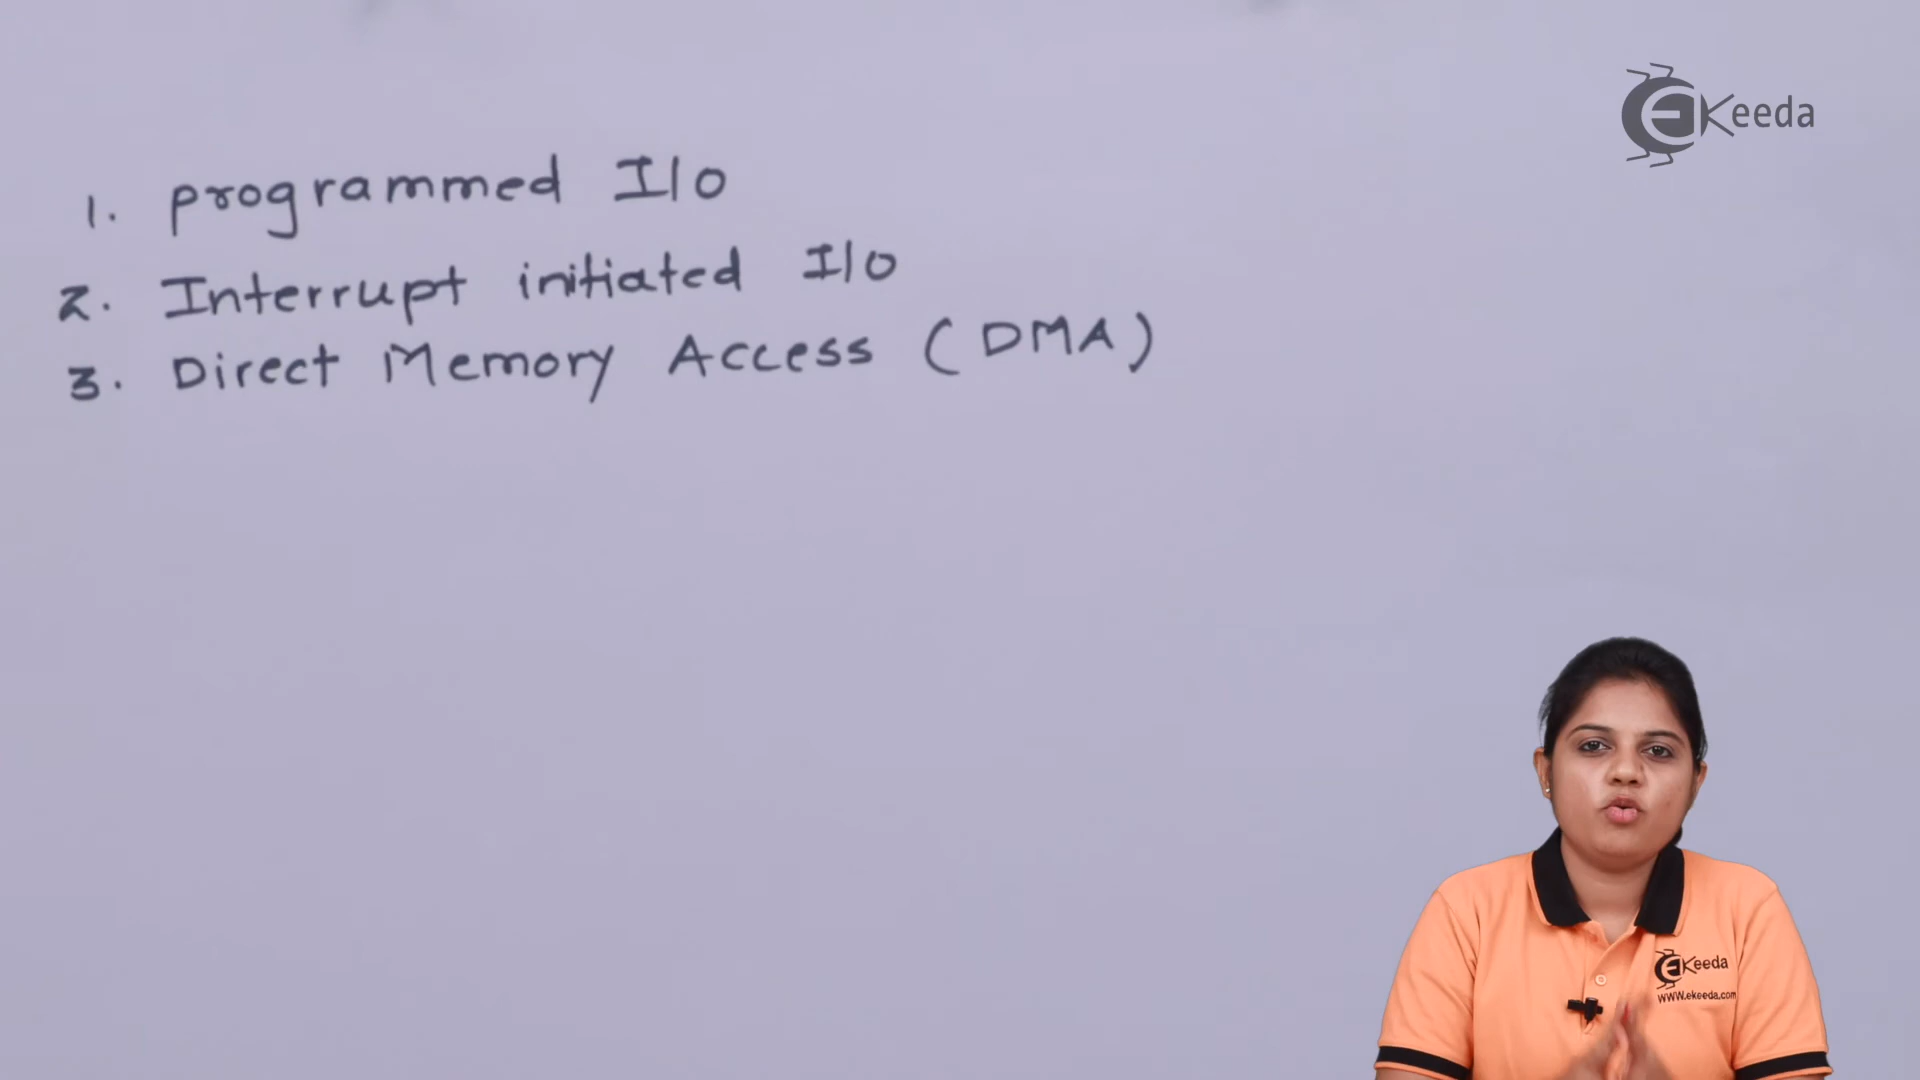 EKeeda
1. programmed I/O
2. Interrupt initiated I/O
3. Direct Memory Access (DMA)
EKeeda
www.ekeeda.com